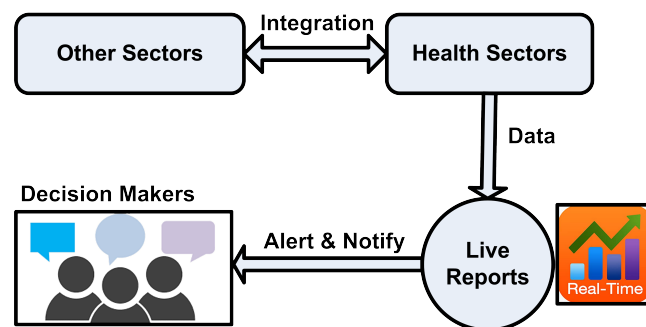 Integration
Other Sectors
Health Sectors
Data
Decision Makers
Alert & Notify
Live
Reports
Real-Time